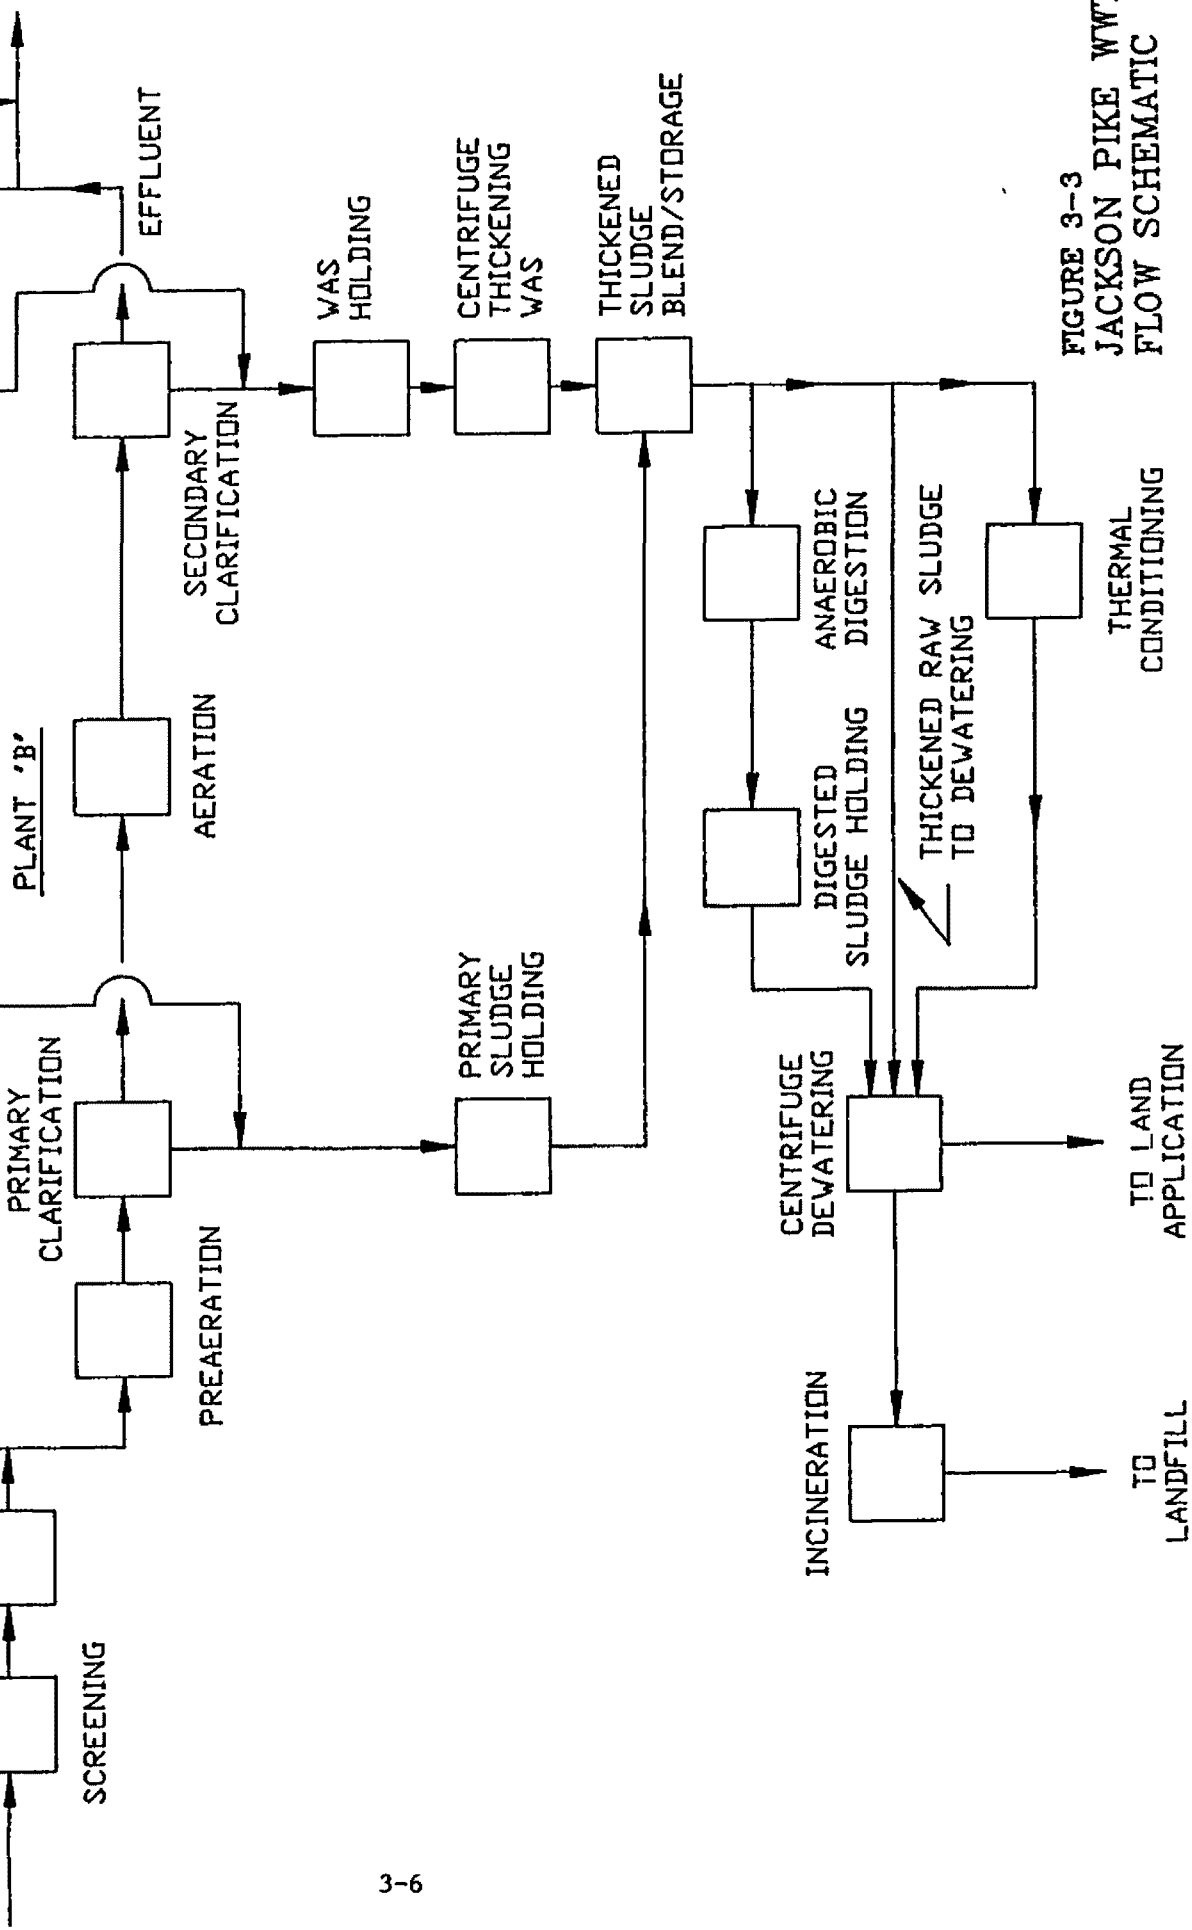 PLANT 'B'
SCREENING
PREAERATION
PRIMARY
CLARIFICATION
AERATION
SECONDARY
CLARIFICATION
EFFLUENT
PRIMARY
SLUDGE
HOLDING
WAS
HOLDING
CENTRIFUGE
THICKENING
WAS
THICKENED
SLUDGE
BLEND/STORAGE
ANAEROBIC
DIGESTION
DIGESTED
SLUDGE HOLDING
THICKENED RAW SLUDGE
TO DEWATERING
THERMAL
CONDITIONING
CENTRIFUGE
DEWATERING
INCINERATION
TO LAND
APPLICATION
TO
LANDFILL
FIGURE 3-3
JACKSON PIKE
FLOW SCHEMATIC
3-6